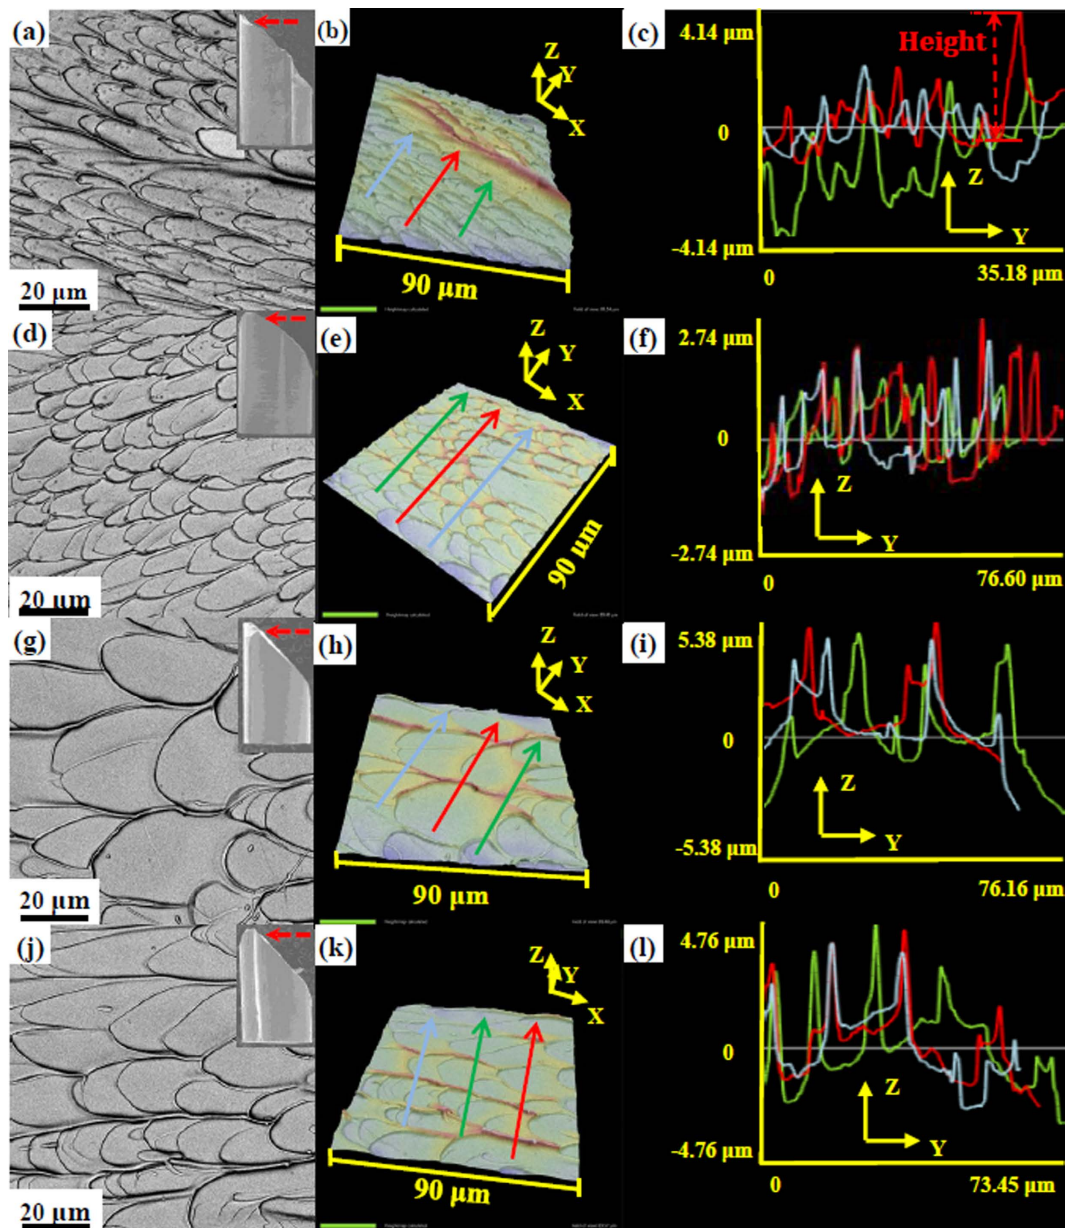 (a)
20 μm
(b)
Z
Y
X
90 μm
(c)
4.14 μm
Height
0
Z
Y
-4.14 μm
0
35.18 μm
(d)
20 μm
(e)
Z
Y
X
90 μm
(f)
2.74 μm
0
Z
Y
-2.74 μm
0
76.60 μm
(g)
20 μm
(h)
Z
Y
X
90 μm
(i)
5.38 μm
0
Z
Y
-5.38 μm
0
76.16 μm
(j)
20 μm
(k)
Z
Y
X
90 μm
(l)
4.76 μm
0
Z
Y
-4.76 μm
0
73.45 μm